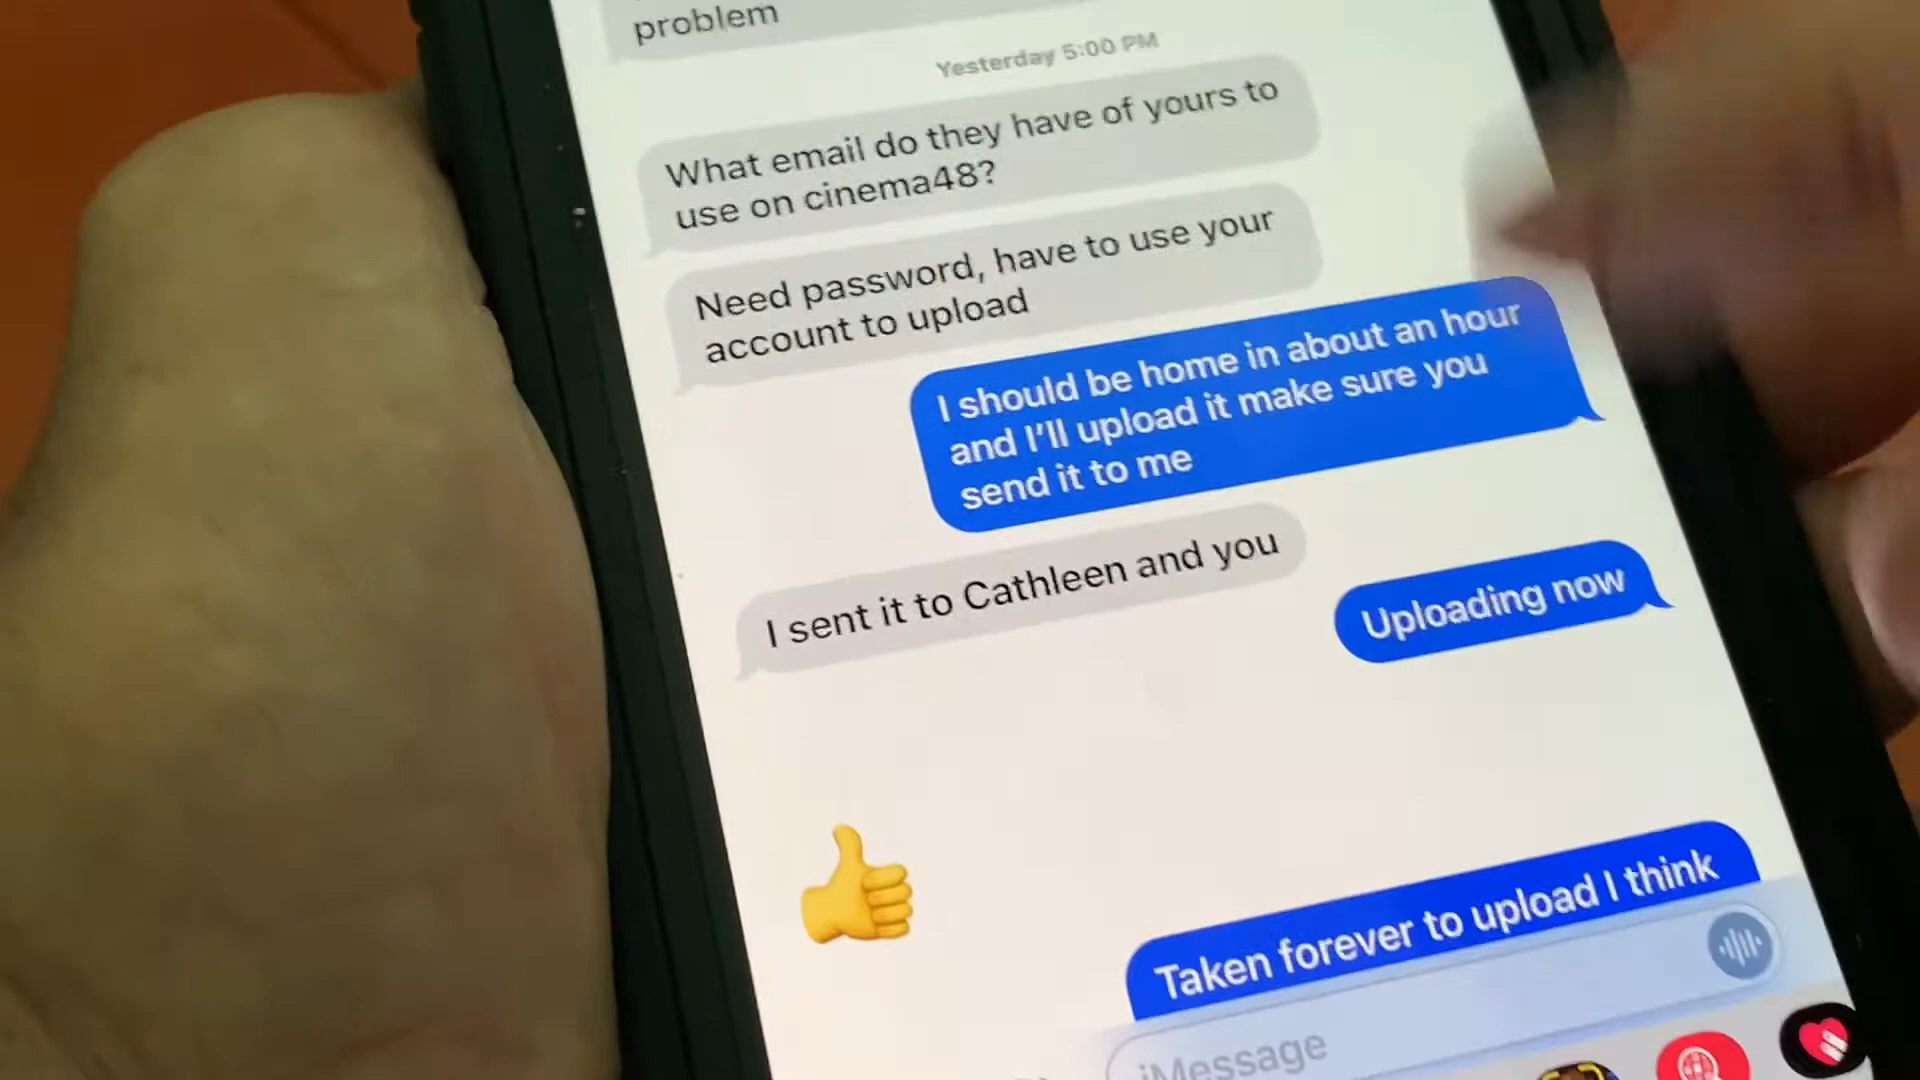 problem
Yesterday 5:00 PM
What email do they have of yours to
use on cinema48?
Need password, have to use your
account to upload
I should be home in about an hour
and I'll upload it make sure you
send it to me
I sent it to Cathleen and you
Uploading now
Taken forever to upload I think
iMessage